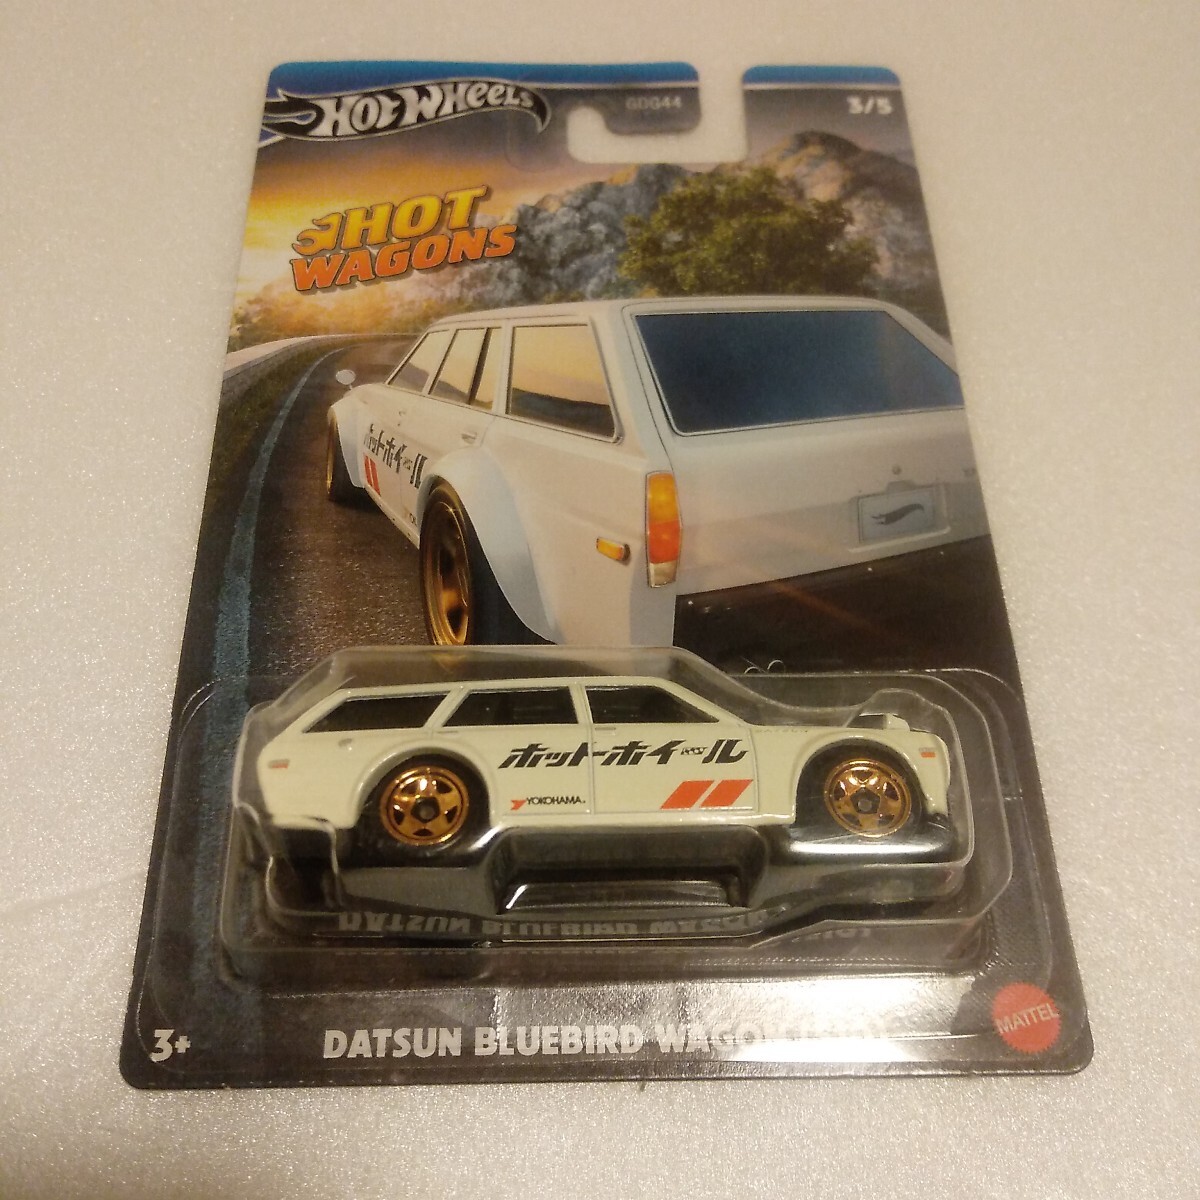 HOT WHEELS
GDG44
3/5
HOT
WAGONS
ホットホイール
ホットホイール
DATSUN
YOKOHAMA.
3+
DATSUN BLUEBIRD WAGON
MATTEL